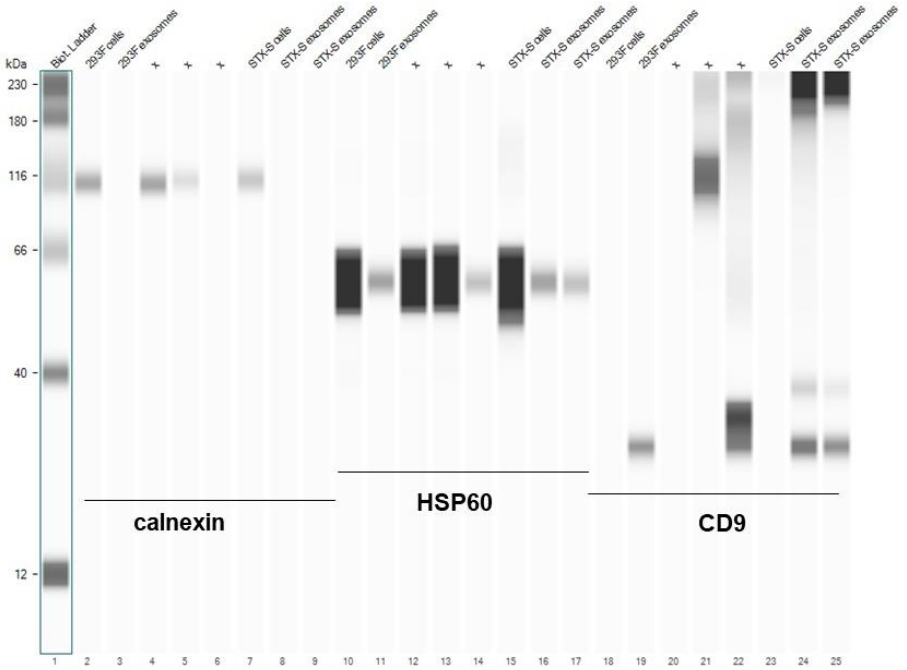 kDa
Biot. Ladder
293F cells
293F exosomes
x
x
x
STX-S cells
STX-S exosomes
STX-S exosomes
293F cells
293F exosomes
x
x
x
STX-S cells
STX-S exosomes
STX-S exosomes
293F cells
293F exosomes
x
x
x
STX-S cells
STX-S exosomes
STX-S exosomes
230
180
116
66
40
12
calnexin
HSP60
CD9
1 2 3 4 5 6 7 8 9 10 11 12 13 14 15 16 17 18 19 20 21 22 23 24 25